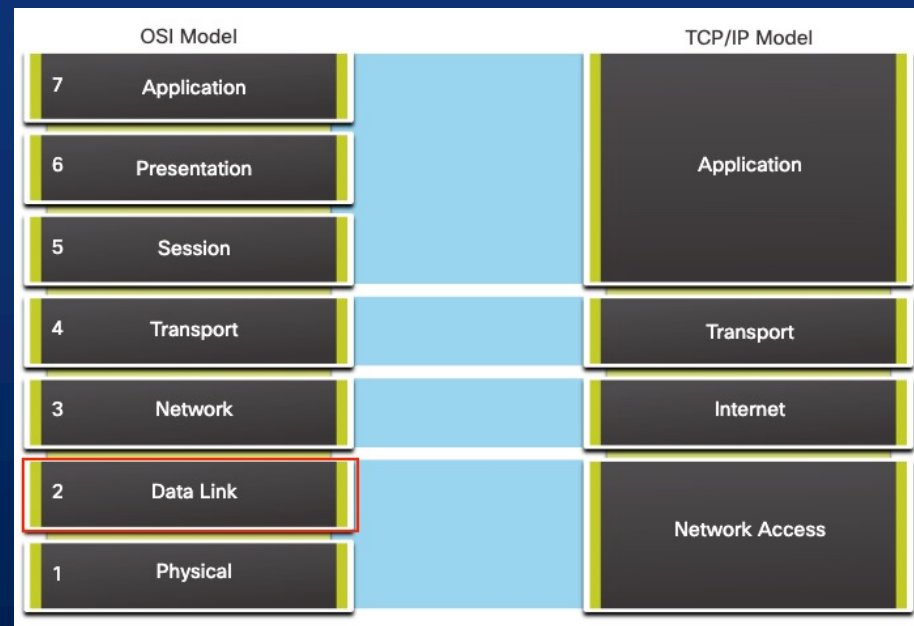 OSI Model
TCP/IP Model
7 Application
6 Presentation
5 Session
4 Transport
3 Network
2 Data Link
1 Physical
Application
Transport
Internet
Network Access